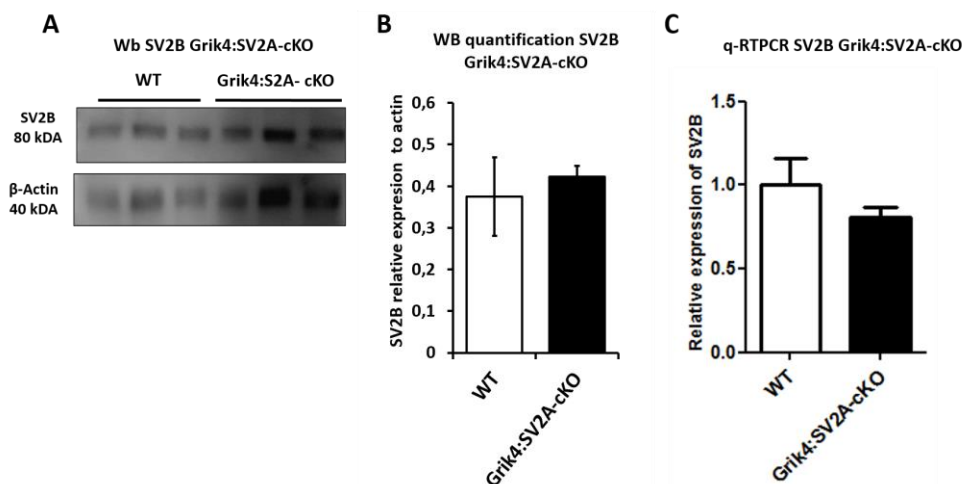 A
Wb SV2B Grik4:SV2A-cKO
WT
Grik4:S2A- cKO
SV2B
80 kDA
β-Actin
40 kDA
B
WB quantification SV2B
Grik4:SV2A-cKO
SV2B relative expresion to actin
0,6
0,5
0,4
0,3
0,2
0,1
0
WT
Grik4:SV2A-cKO
C
q-RTPCR SV2B Grik4:SV2A-cKO
Relative expression of SV2B
1.5
1.0
0.5
0.0
WT
Grik4:SV2A-cKO